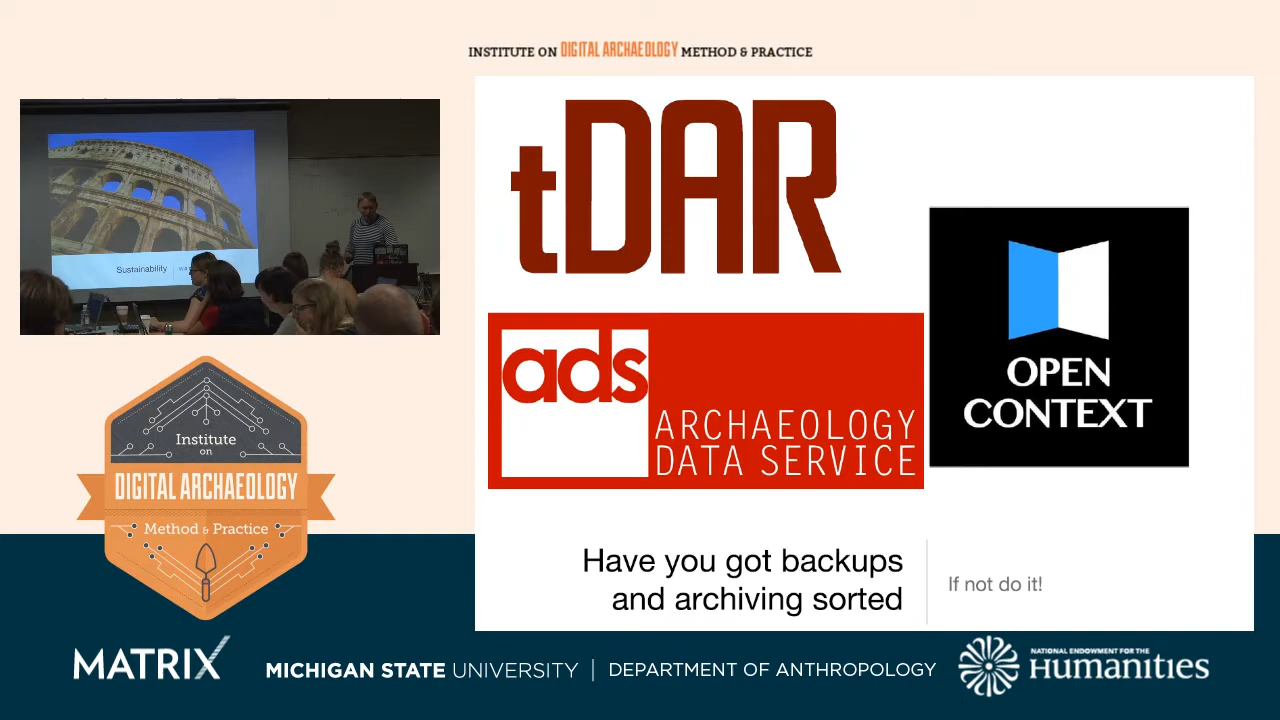 INSTITUTE ON DIGITAL ARCHAEOLOGY METHOD & PRACTICE
Sustainability
tDAR
ads
ARCHAEOLOGY
DATA SERVICE
OPEN
CONTEXT
Have you got backups
and archiving sorted
If not do it!
Institute
on
DIGITAL ARCHAEOLOGY
Method & Practice
MATRIX
MICHIGAN STATE UNIVERSITY | DEPARTMENT OF ANTHROPOLOGY
NATIONAL ENDOWMENT FOR THE
Humanities